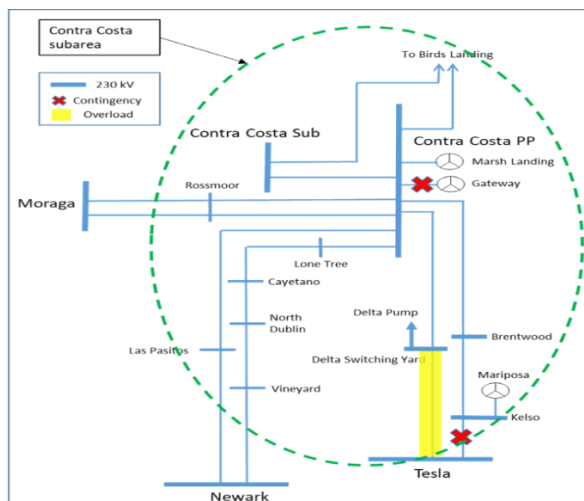 Contra Costa
subarea
To Birds Landing
230 kV
Contingency
Overload
Contra Costa Sub
Contra Costa PP
Marsh Landing
Rossmoor
Gateway
Moraga
Lone Tree
Cayetano
Delta Pump
North
Dublin
Brentwood
Las Pasitos
Delta Switching Yard
Mariposa
Vineyard
Kelso
Tesla
Newark